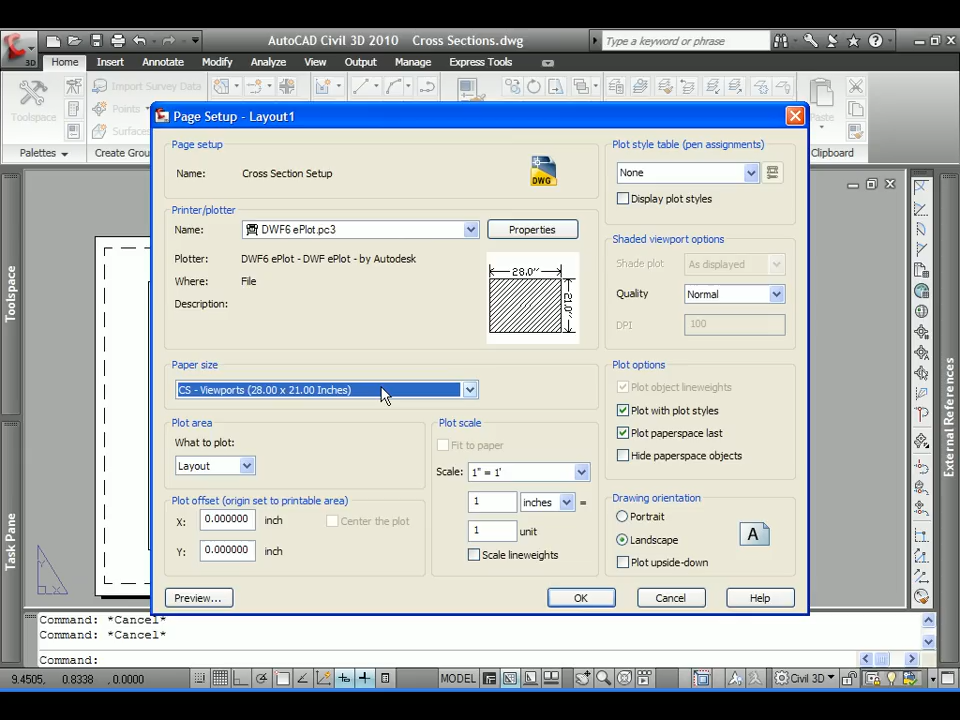 AutoCAD Civil 3D 2010   Cross Sections.dwg
Type a keyword or phrase
3D
Home Insert Annotate Modify Analyze View Output Manage Express Tools
Import Survey Data
Points
Surfaces
Toolspace
Paste
Palettes
Create Grou
Clipboard
Page Setup - Layout1
Page setup
Name: Cross Section Setup
DWG
Printer/plotter
Name: DWF6 ePlot.pc3
Properties
Plotter: DWF6 ePlot - DWF ePlot - by Autodesk
Where: File
Description:
28.0''
21.0''
Paper size
CS - Viewports (28.00 x 21.00 Inches)
Plot area
What to plot:
Layout
Plot offset (origin set to printable area)
X: 0.000000 inch
Center the plot
Y: 0.000000 inch
Plot scale
Fit to paper
Scale: 1" = 1'
1 inches =
1 unit
Scale lineweights
Plot style table (pen assignments)
None
Display plot styles
Shaded viewport options
Shade plot As displayed
Quality Normal
DPI 100
Plot options
Plot object lineweights
Plot with plot styles
Plot paperspace last
Hide paperspace objects
Drawing orientation
Portrait
Landscape
A
Plot upside-down
Preview...
OK
Cancel
Help
Toolspace
Task Pane
External References
X
Command: *Cancel*
Command: *Cancel*
Command:
9.4505, 0.8338 , 0.0000
MODEL
Civil 3D